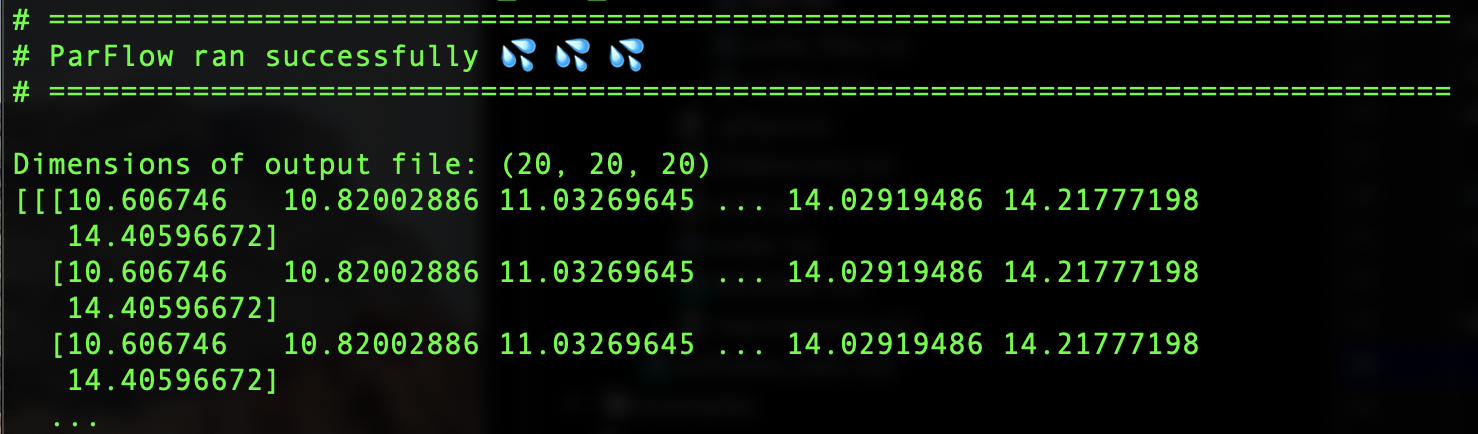 # ==============================================================================
# ParFlow ran successfully 💦 💦 💦
# ==============================================================================
Dimensions of output file: (20, 20, 20)
[[[10.606746   10.82002886 11.03269645 ... 14.02919486 14.21777198
   14.40596672]
  [10.606746   10.82002886 11.03269645 ... 14.02919486 14.21777198
   14.40596672]
  [10.606746   10.82002886 11.03269645 ... 14.02919486 14.21777198
   14.40596672]
  ...